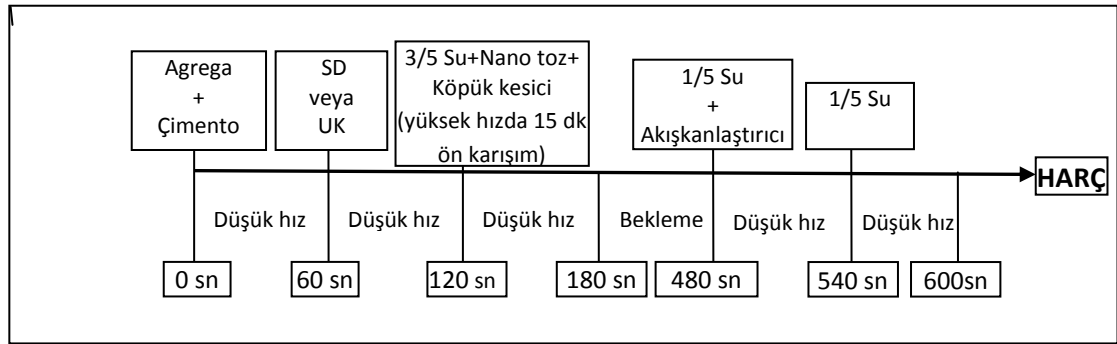 Agrega
+
Çimento
SD
veya
UK
3/5 Su+Nano toz+
Köpük kesici
(yüksek hızda 15 dk
ön karışım)
1/5 Su
+
Akışkanlaştırıcı
1/5 Su
HARÇ
Düşük hız
Düşük hız
Düşük hız
Bekleme
Düşük hız
Düşük hız
0 sn
60 sn
120 sn
180 sn
480 sn
540 sn
600sn